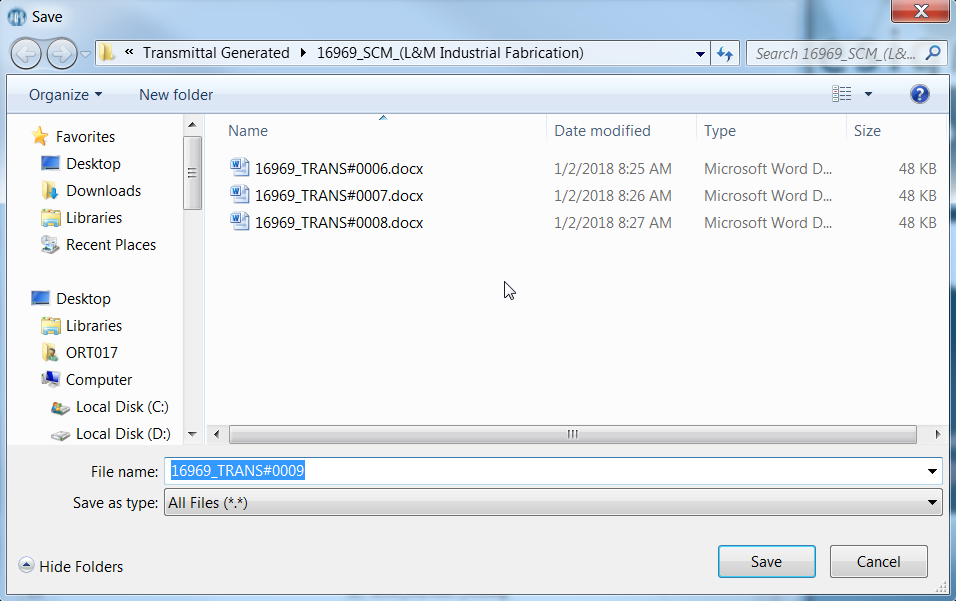 Save
« Transmittal Generated 16969_SCM_(L&M Industrial Fabrication) Search 16969_SCM_(L&...
Organize New folder ?
Name Date modified Type Size
Favorites
Desktop
Downloads
Libraries
Recent Places
Desktop
Libraries
ORT017
Computer
Local Disk (C:)
Local Disk (D:)
16969_TRANS#0006.docx 1/2/2018 8:25 AM Microsoft Word D... 48 KB
16969_TRANS#0007.docx 1/2/2018 8:26 AM Microsoft Word D... 48 KB
16969_TRANS#0008.docx 1/2/2018 8:27 AM Microsoft Word D... 48 KB
File name: 16969_TRANS#0009
Save as type: All Files (*.*)
Hide Folders Save Cancel